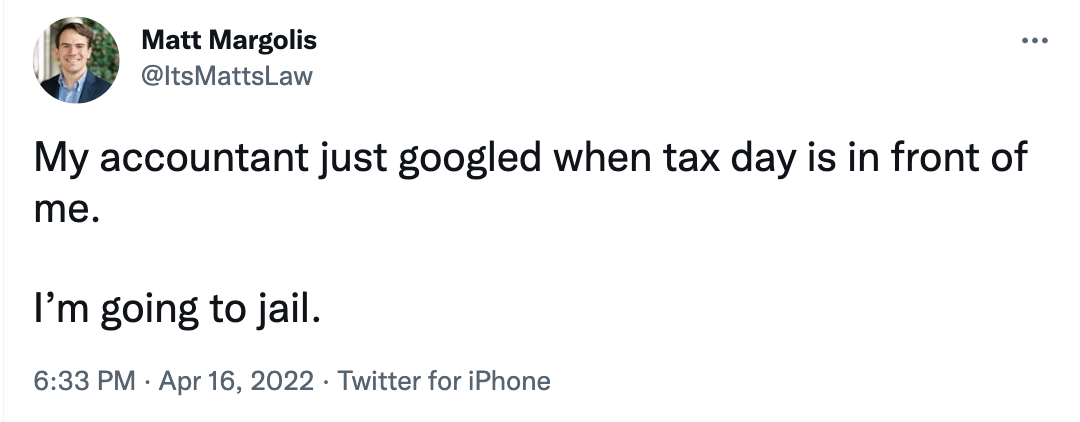 Matt Margolis
@ItsMattsLaw
My accountant just googled when tax day is in front of
me.
I’m going to jail.
6:33 PM · Apr 16, 2022 · Twitter for iPhone